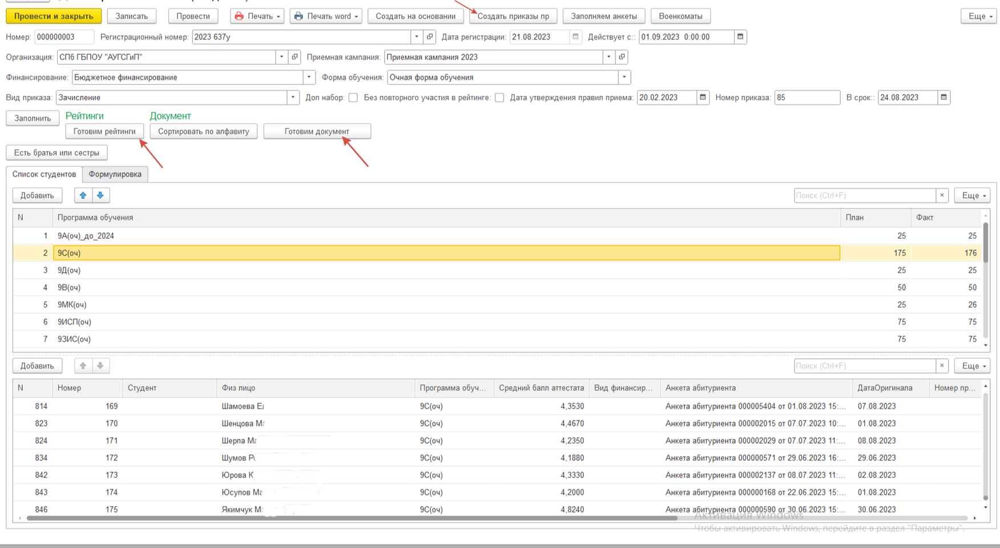 Провести и закрыть Записать Провести Печать Печать word Создать на основании Создать приказы пр Заполняем анкеты Военкоматы Еще
Номер: 000000003 Регистрационный номер: 2023 637у Дата регистрации: 21.08.2023 Действует с:: 01.09.2023 0:00:00
Организация: СПб ГБПОУ "АУГСГиП" Приемная кампания: Приемная кампания 2023
Финансирование: Бюджетное финансирование Форма обучения: Очная форма обучения
Вид приказа: Зачисление Доп набор: Без повторного участия в рейтинге: Дата утверждения правил приема: 20.02.2023 Номер приказа: 85 В срок:: 24.08.2023
Заполнить Рейтинги Документ
Готовим рейтинги Сортировать по алфавиту Готовим документ
Есть братья или сестры
Список студентов Формулировка
Добавить Поиск (Ctrl+F) × Еще
N Программа обучения План Факт
1 9А(оч)_до_2024 25 25
2 9С(оч) 175 176
3 9Д(оч) 25 25
4 9В(оч) 50 50
5 9МК(оч) 25 26
6 9ИСП(оч) 75 75
7 9ЗИС(оч) 75 75
Добавить Поиск (Ctrl+F) × Еще
N Номер Студент Физ лицо Программа обуч... Средний балл аттестата Вид финансир... Анкета абитуриента ДатаОригинала Номер пр...
814 169 Шамоева 9С(оч) 4,3530 Анкета абитуриента 000005404 от 01.08.2023 15:... 07.08.2023
823 170 Шенцова 9С(оч) 4,4670 Анкета абитуриента 000002015 от 07.07.2023 10:... 01.08.2023
824 171 Шерпа 9С(оч) 4,2350 Анкета абитуриента 000002029 от 07.07.2023 11:... 08.08.2023
834 172 Шумов 9С(оч) 4,1880 Анкета абитуриента 000000571 от 29.06.2023 16:... 29.06.2023
842 173 Юрова 9С(оч) 4,3330 Анкета абитуриента 000002137 от 08.07.2023 11:... 02.08.2023
843 174 Юсупов 9С(оч) 4,2000 Анкета абитуриента 000000168 от 22.06.2023 15:... 01.08.2023
846 175 Якимчук 9С(оч) 4,8240 Анкета абитуриента 000000590 от 30.06.2023 15:... 30.06.2023
Активация Windows
Чтобы активировать Windows, перейдите в раздел "Параметры".